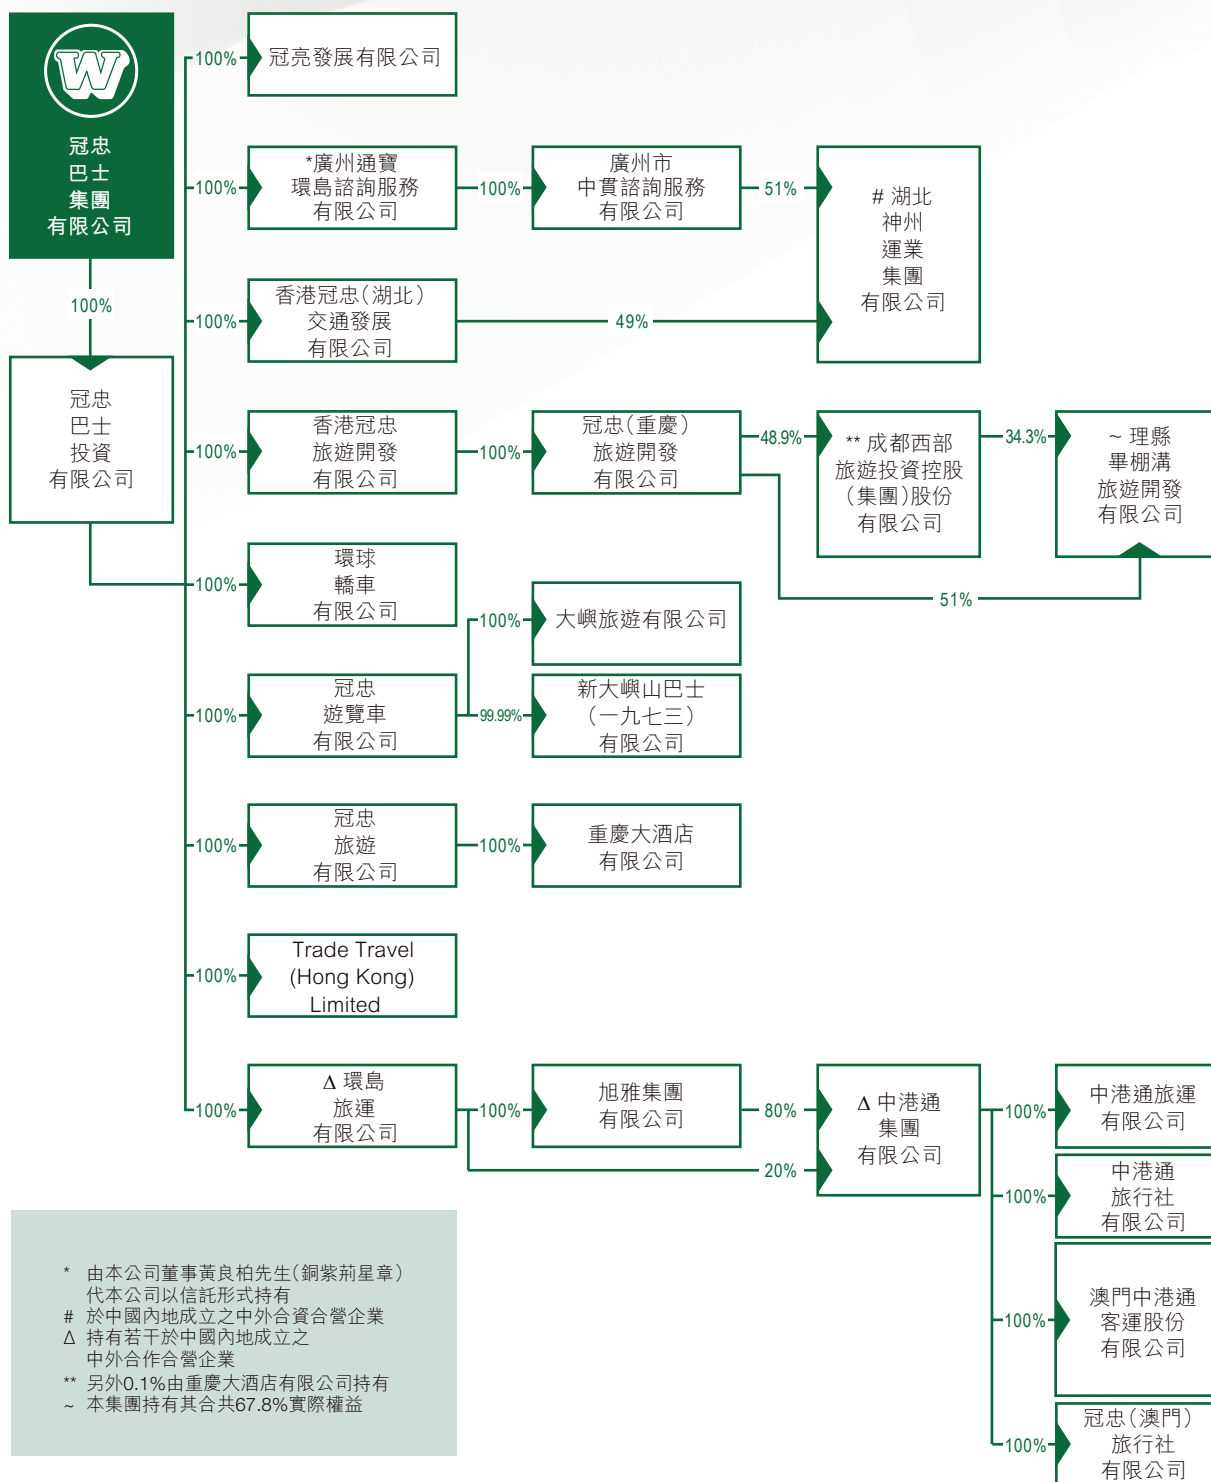 W
冠忠
巴士
集團
有限公司
100%
冠忠
巴士
投資
有限公司
100%
冠亮發展有限公司
100%
*廣州通寶
環島諮詢服務
有限公司
100%
廣州市
中貫諮詢服務
有限公司
51%
# 湖北
神州
運業
集團
有限公司
100%
香港冠忠(湖北)
交通發展
有限公司
49%
100%
香港冠忠
旅遊開發
有限公司
100%
冠忠(重慶)
旅遊開發
有限公司
48.9%
** 成都西部
旅遊投資控股
(集團)股份
有限公司
34.3%
~ 理縣
畢棚溝
旅遊開發
有限公司
51%
100%
環球
轎車
有限公司
100%
冠忠
遊覽車
有限公司
100%
大嶼旅遊有限公司
99.99%
新大嶼山巴士
(一九七三)
有限公司
100%
冠忠
旅遊
有限公司
100%
重慶大酒店
有限公司
100%
Trade Travel
(Hong Kong)
Limited
100%
Δ 環島
旅運
有限公司
100%
旭雅集團
有限公司
80%
20%
Δ 中港通
集團
有限公司
100%
中港通旅運
有限公司
100%
中港通
旅行社
有限公司
100%
澳門中港通
客運股份
有限公司
100%
冠忠(澳門)
旅行社
有限公司
* 由本公司董事黃良柏先生(銅紫荊星章)
代本公司以信託形式持有
# 於中國內地成立之中外合資合營企業
Δ 持有若干於中國內地成立之
中外合作合營企業
** 另外0.1%由重慶大酒店有限公司持有
~ 本集團持有其合共67.8%實際權益